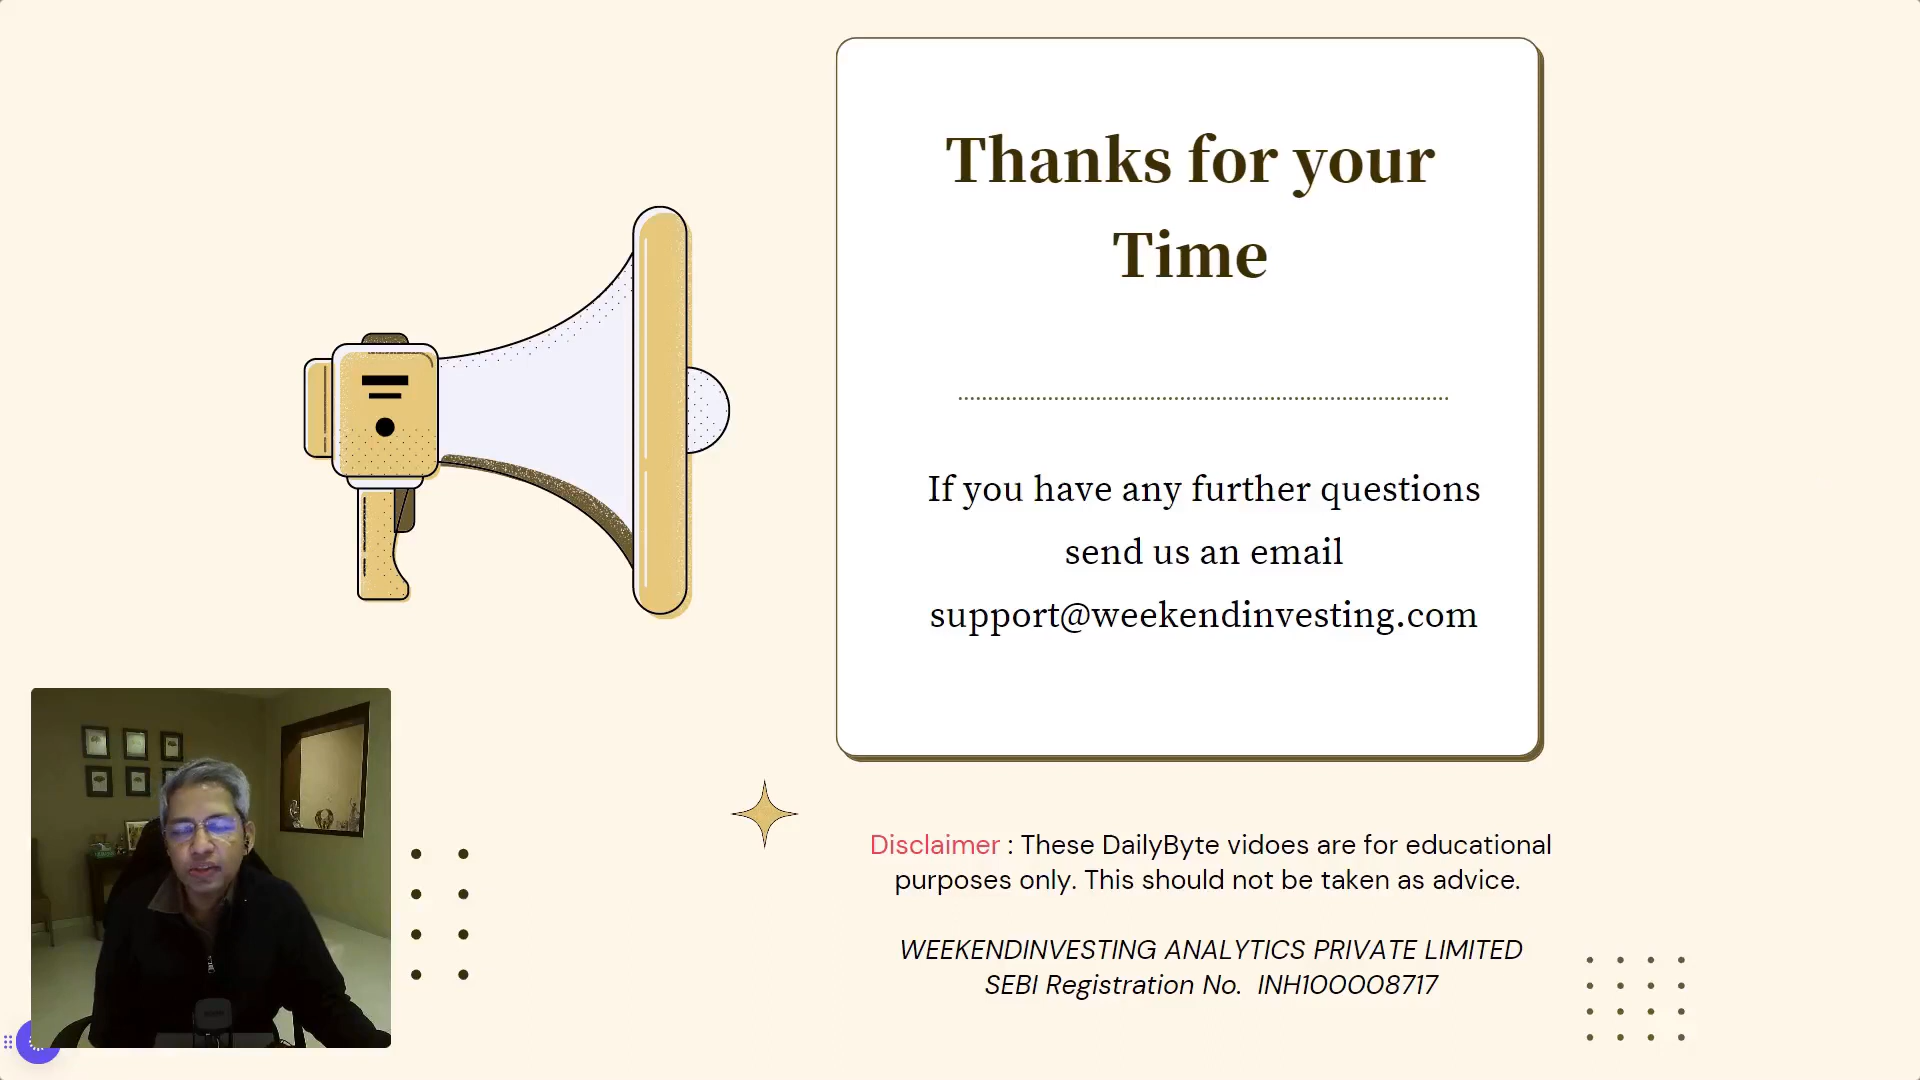 Thanks for your
Time
If you have any further questions
send us an email
support@weekendinvesting.com
Disclaimer : These DailyByte vidoes are for educational
purposes only. This should not be taken as advice.
WEEKENDINVESTING ANALYTICS PRIVATE LIMITED
SEBI Registration No. INH100008717